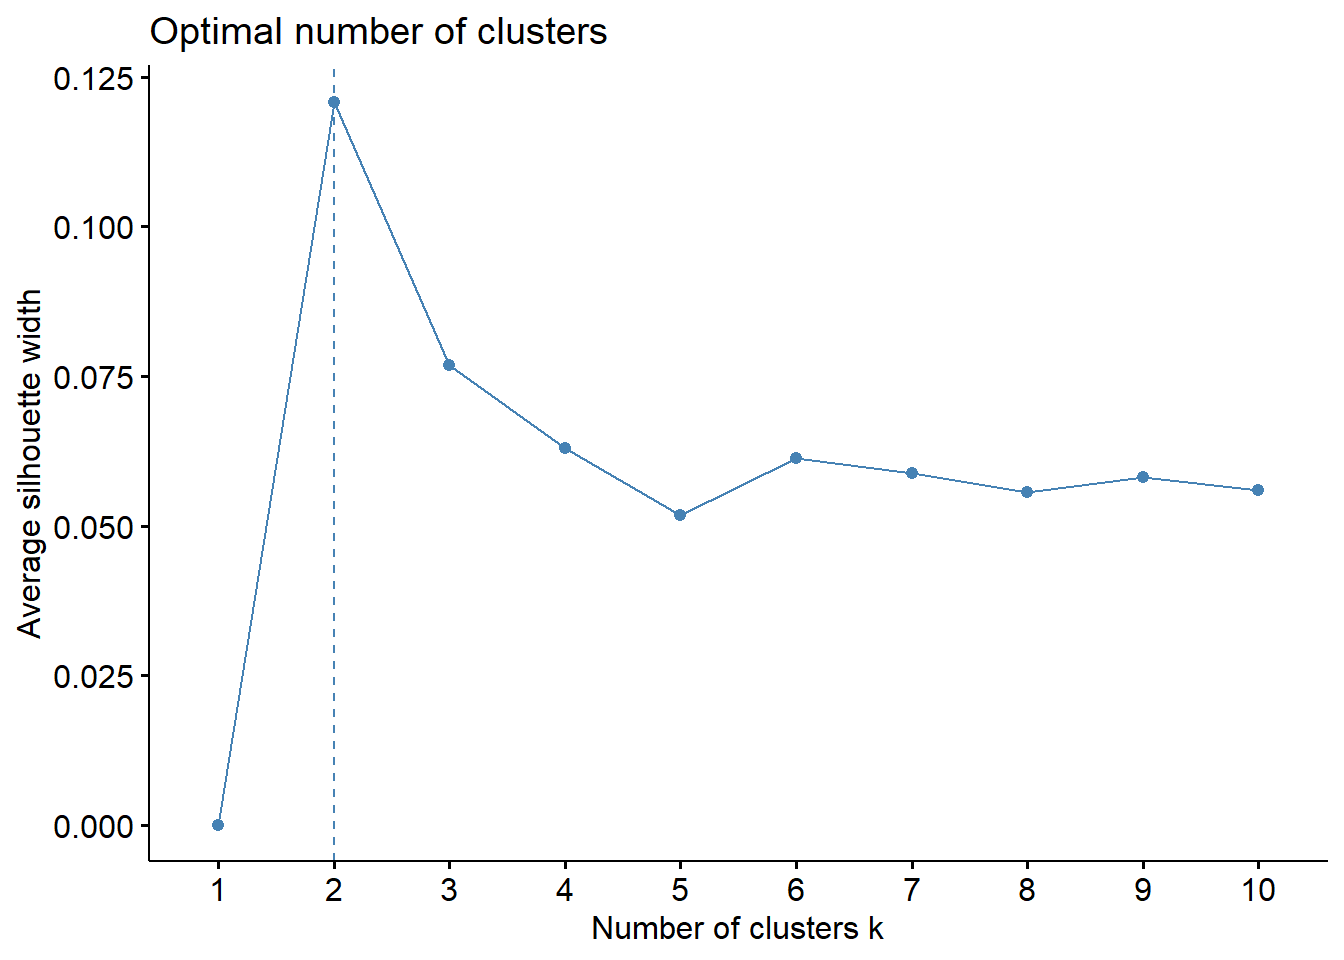 Optimal number of clusters
0.125
0.100
0.075
0.050
0.025
0.000
Average silhouette width
1 2 3 4 5 6 7 8 9 10
Number of clusters k